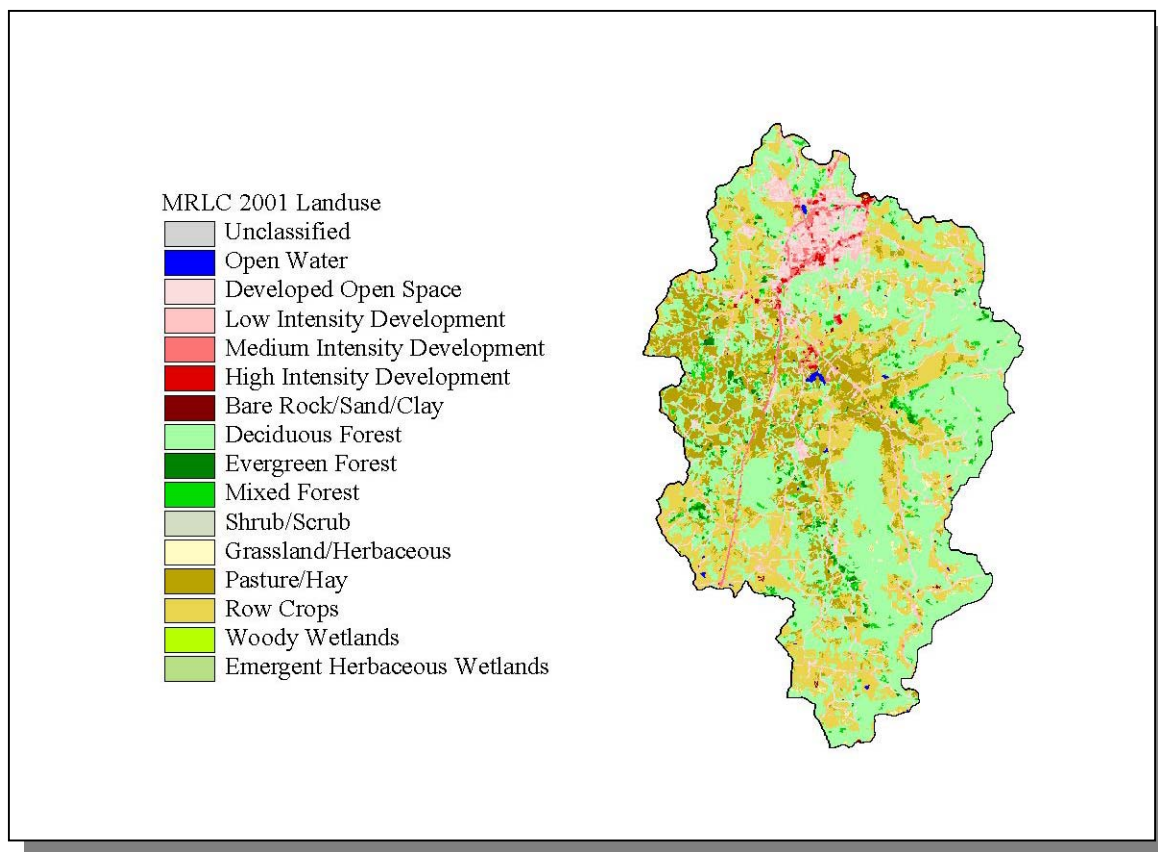 MRLC 2001 Landuse
Unclassified
Open Water
Developed Open Space
Low Intensity Development
Medium Intensity Development
High Intensity Development
Bare Rock/Sand/Clay
Deciduous Forest
Evergreen Forest
Mixed Forest
Shrub/Scrub
Grassland/Herbaceous
Pasture/Hay
Row Crops
Woody Wetlands
Emergent Herbaceous Wetlands